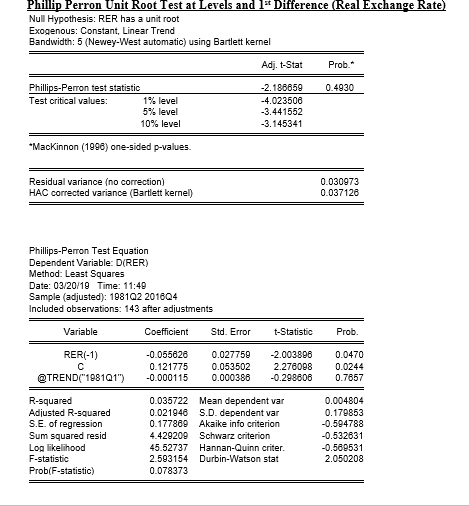 Phillip Perron Unit Root Test at Levels and 1st Difference (Real Exchange Rate)
Null Hypothesis: RER has a unit root
Exogenous: Constant, Linear Trend
Bandwidth: 5 (Newey-West automatic) using Bartlett kernel
Adj. t-Stat Prob.*
Phillips-Perron test statistic -2.186659 0.4930
Test critical values: 1% level -4.023506
5% level -3.441552
10% level -3.145341
*MacKinnon (1996) one-sided p-values.
Residual variance (no correction) 0.030973
HAC corrected variance (Bartlett kernel) 0.037126
Phillips-Perron Test Equation
Dependent Variable: D(RER)
Method: Least Squares
Date: 03/20/19 Time: 11:49
Sample (adjusted): 1981Q2 2016Q4
Included observations: 143 after adjustments
Variable Coefficient Std. Error t-Statistic Prob.
RER(-1) -0.055626 0.027759 -2.003896 0.0470
C 0.121775 0.053502 2.276098 0.0244
@TREND("1981Q1") -0.000115 0.000386 -0.298606 0.7657
R-squared 0.035722 Mean dependent var 0.004804
Adjusted R-squared 0.021946 S.D. dependent var 0.179853
S.E. of regression 0.177869 Akaike info criterion -0.594788
Sum squared resid 4.429209 Schwarz criterion -0.532631
Log likelihood 45.52737 Hannan-Quinn criter. -0.569531
F-statistic 2.593154 Durbin-Watson stat 2.050208
Prob(F-statistic) 0.078373